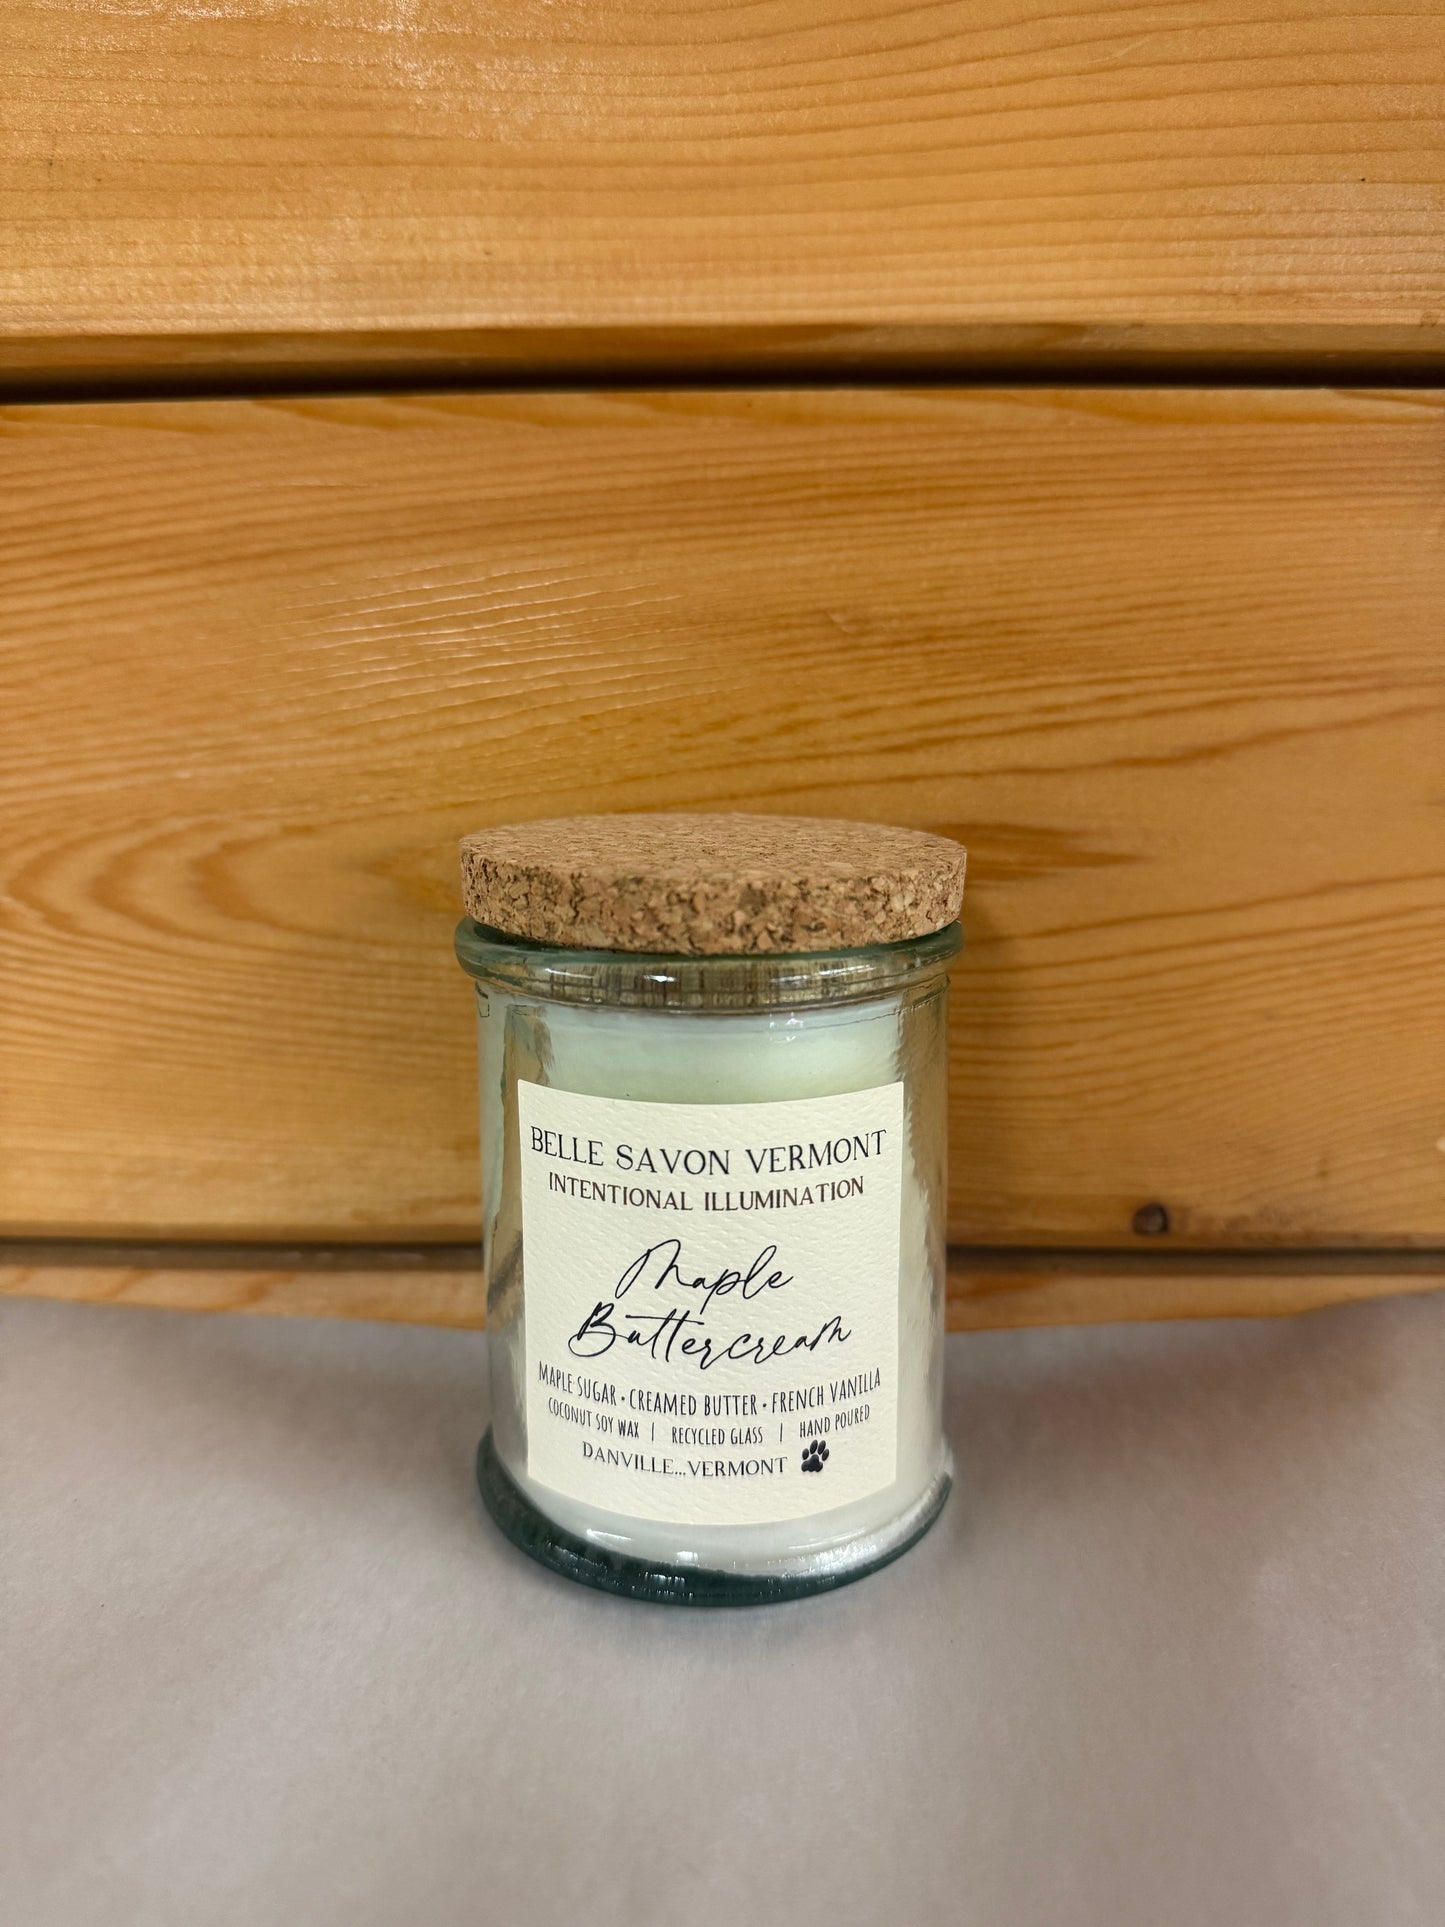 BELLE SAVON VERMONT
INTENTIONAL ILLUMINATION
Maple
Buttercream
MAPLE SUGAR • CREAMED BUTTER • FRENCH VANILLA
COCONUT SOY WAX | RECYCLED GLASS | HAND POURED
DANVILLE...VERMONT